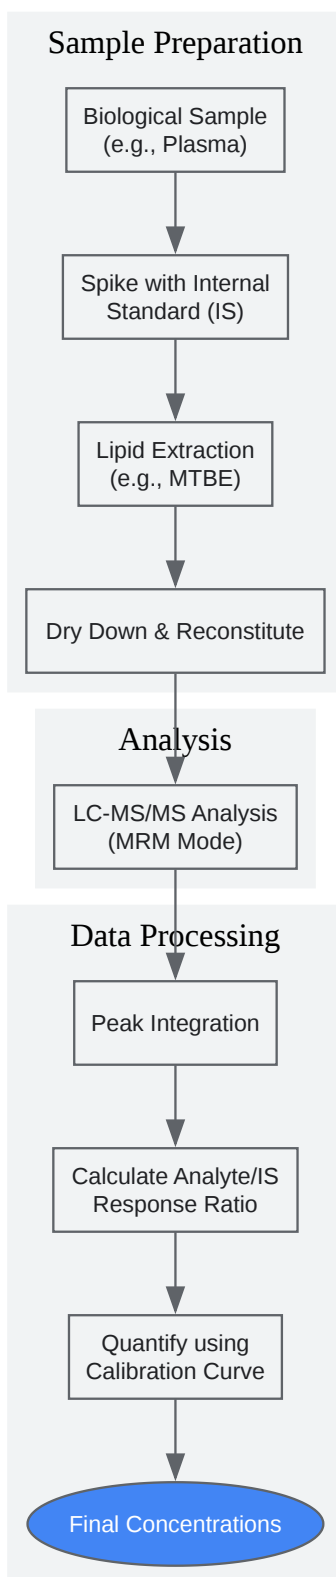 Sample Preparation
Biological Sample
(e.g., Plasma)
Spike with Internal
Standard (IS)
Lipid Extraction
(e.g., MTBE)
Dry Down & Reconstitute
Analysis
LC-MS/MS Analysis
(MRM Mode)
Data Processing
Peak Integration
Calculate Analyte/IS
Response Ratio
Quantify using
Calibration Curve
Final Concentrations